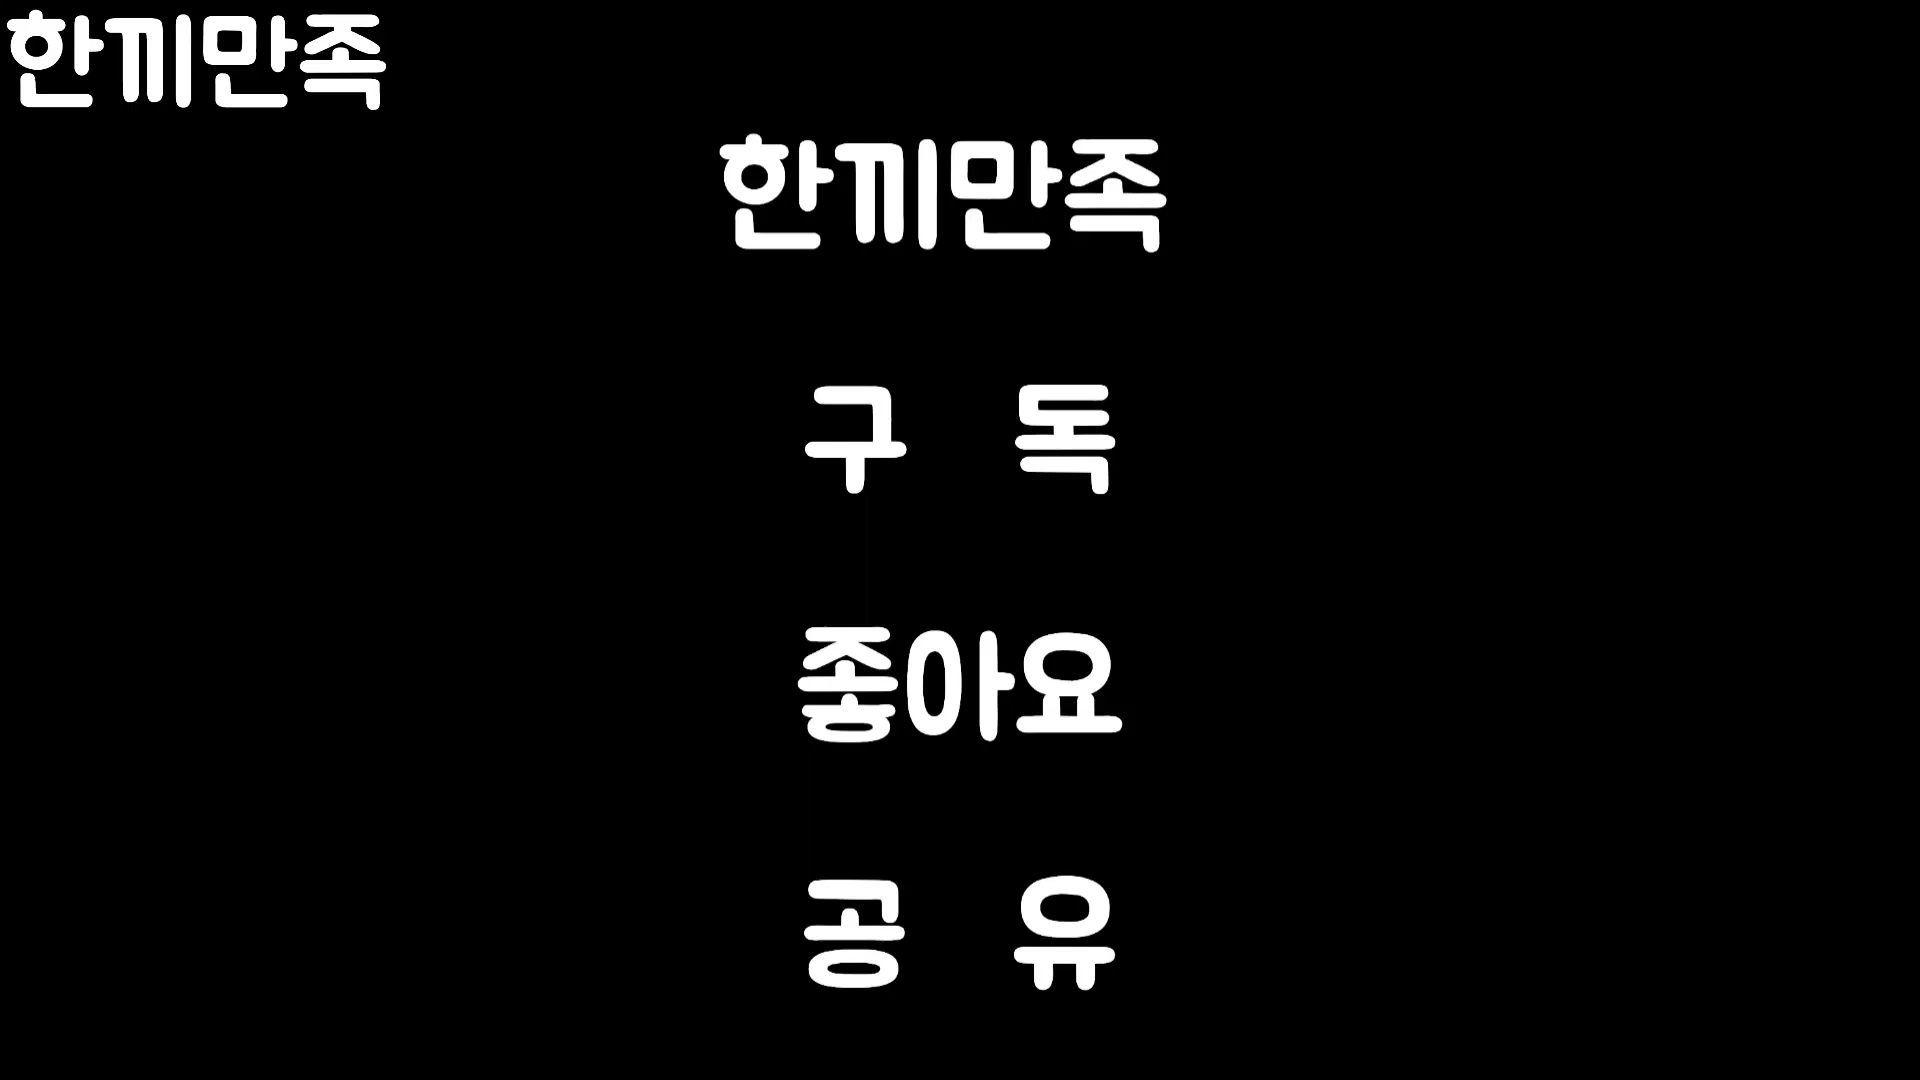 한끼만족
한끼만족
구 독
좋아요
공 유